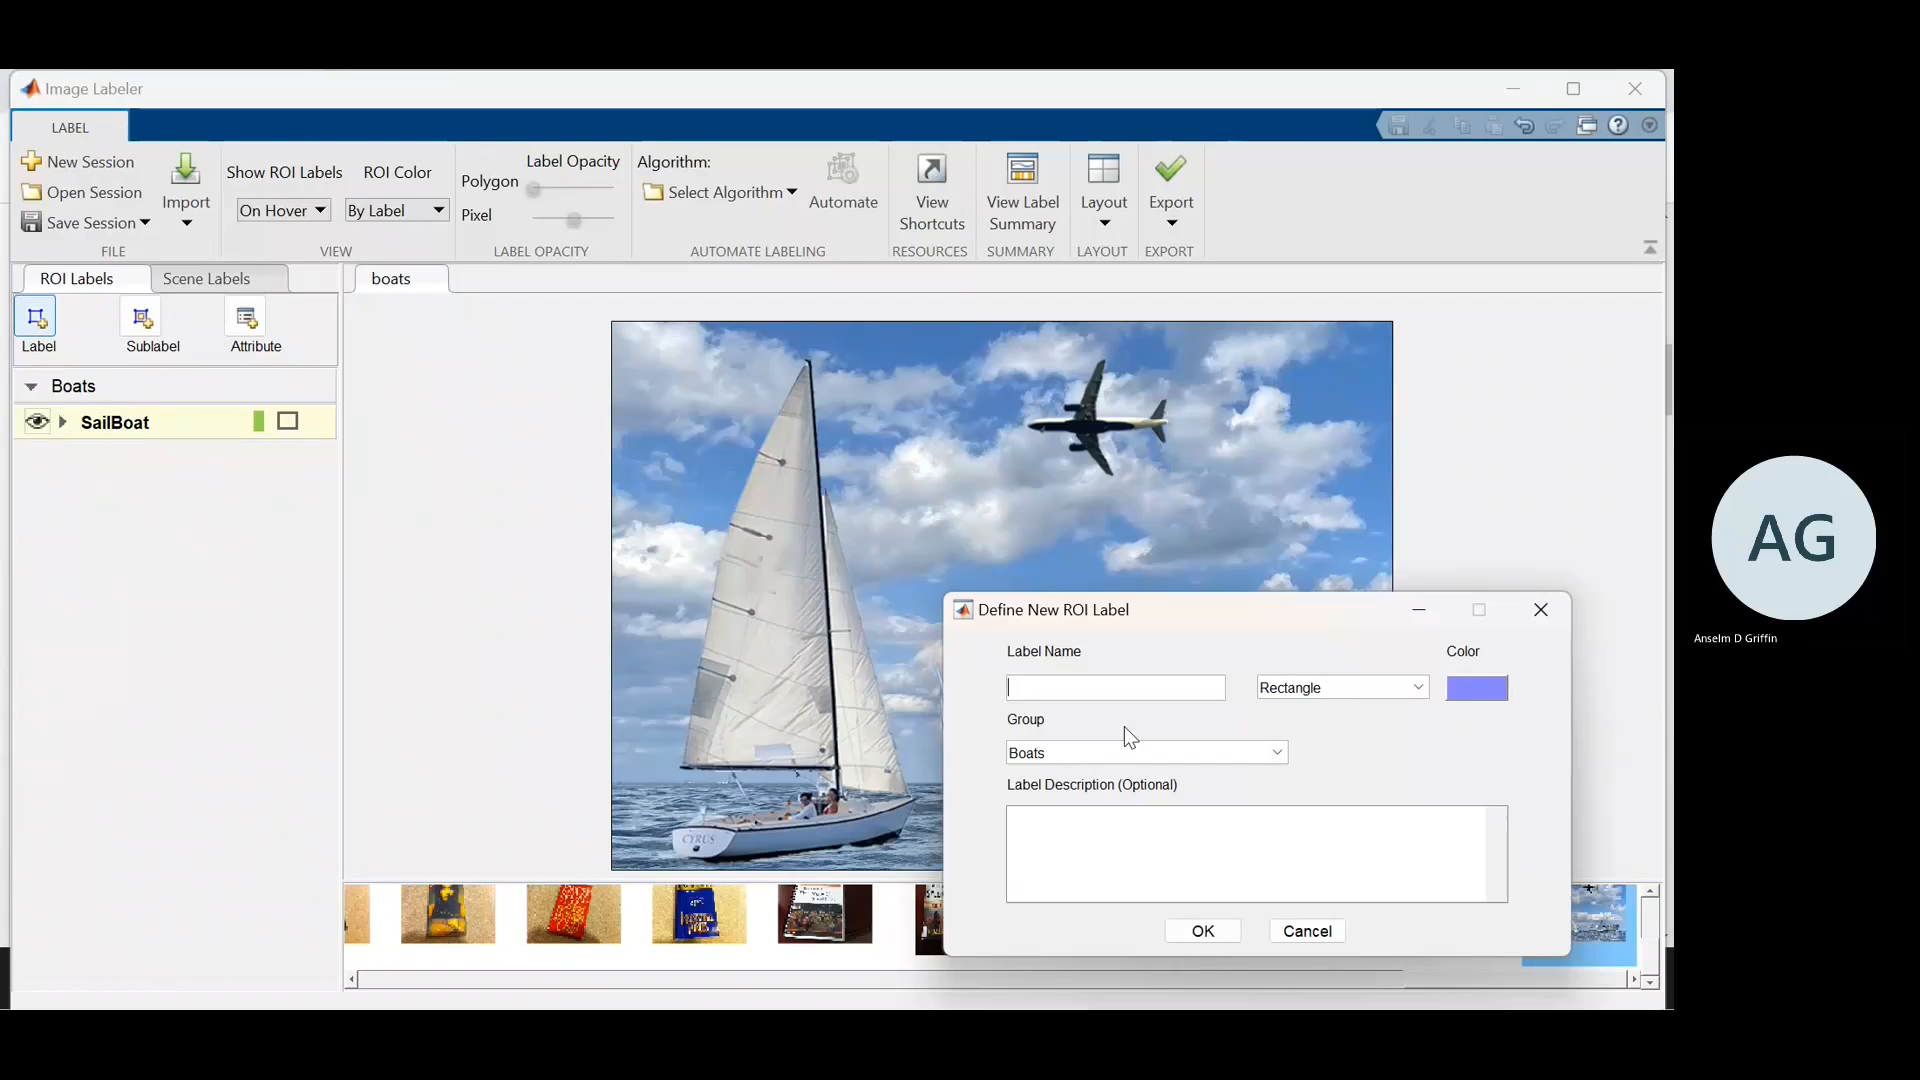 Image Labeler
LABEL
New Session
Open Session
Save Session
Import
FILE
Show ROI Labels
ROI Color
On Hover
By Label
VIEW
Label Opacity
Polygon
Pixel
LABEL OPACITY
Algorithm:
Select Algorithm
Automate
AUTOMATE LABELING
View
Shortcuts
RESOURCES
View Label
Summary
SUMMARY
Layout
LAYOUT
Export
EXPORT
ROI Labels
Scene Labels
boats
Label
Sublabel
Attribute
Boats
SailBoat
CYRUS
Define New ROI Label
Label Name
Color
Rectangle
Group
Boats
Label Description (Optional)
OK
Cancel
AG
Anselm D Griffin